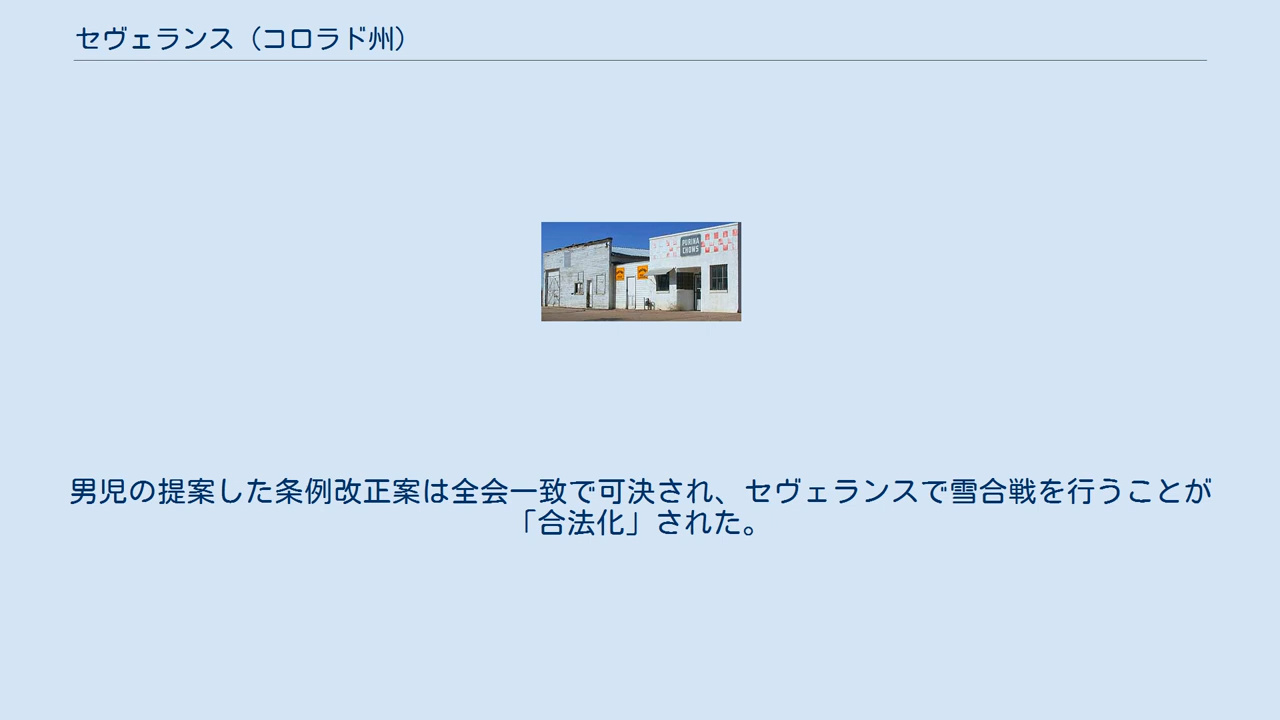 セヴェランス（コロラド州）
PURINA
CHOWS
男児の提案した条例改正案は全会一致で可決され、セヴェランスで雪合戦を行うことが
「合法化」された。